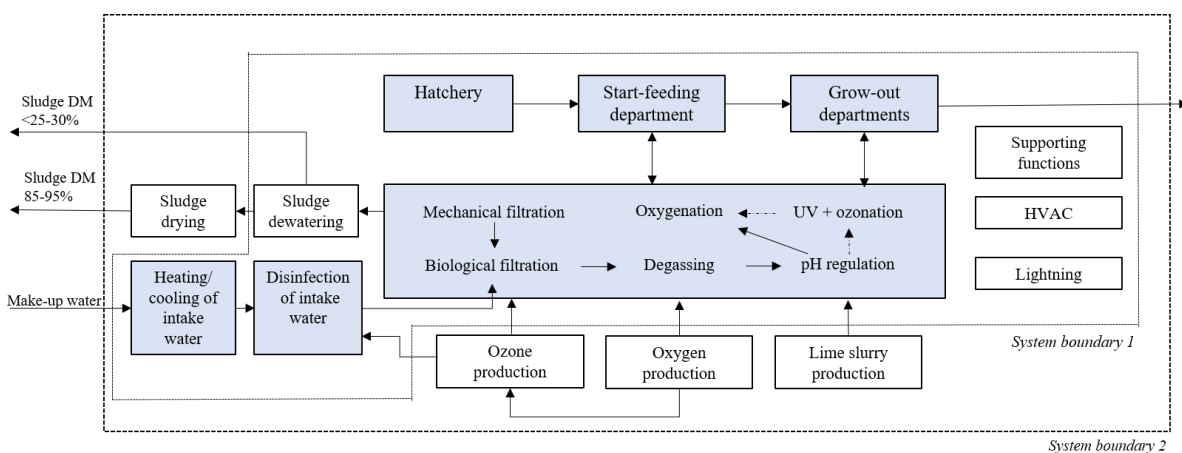 Sludge DM
<25-30%
Hatchery
Start-feeding
department
Grow-out
departments
Supporting
functions
Sludge DM
85-95%
Sludge
drying
Sludge
dewatering
Mechanical filtration
Oxygenation
UV + ozonation
HVAC
Biological filtration
Degassing
pH regulation
Lightning
Make-up water
Heating/
cooling of
intake
water
Disinfection
of intake
water
System boundary 1
Ozone
production
Oxygen
production
Lime slurry
production
System boundary 2